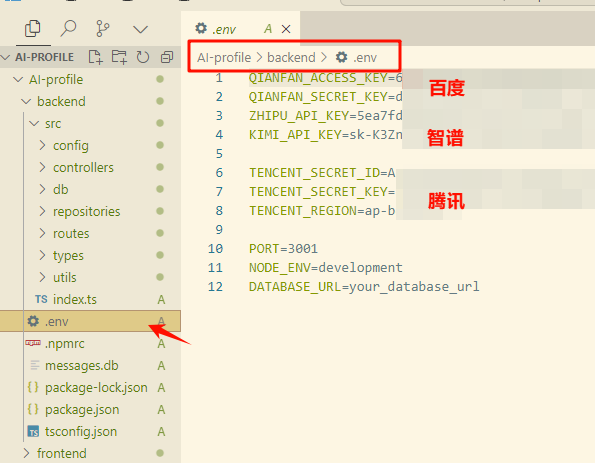 .env A
AI-PROFILE
AI-profile > backend > .env
AI-profile
backend
src
config
controllers
db
repositories
routes
types
utils
TS index.ts A
.env A
npm .npmrc A
messages.db A
{} package-lock.json A
{} package.json A
TS tsconfig.json A
frontend
1 QIANFAN_ACCESS_KEY=6
百度
2 QIANFAN_SECRET_KEY=d
3 ZHIPU_API_KEY=5ea7fd
智谱
4 KIMI_API_KEY=sk-K3Zn
5
6 TENCENT_SECRET_ID=A
7 TENCENT_SECRET_KEY=
腾讯
8 TENCENT_REGION=ap-b
9
10 PORT=3001
11 NODE_ENV=development
12 DATABASE_URL=your_database_url